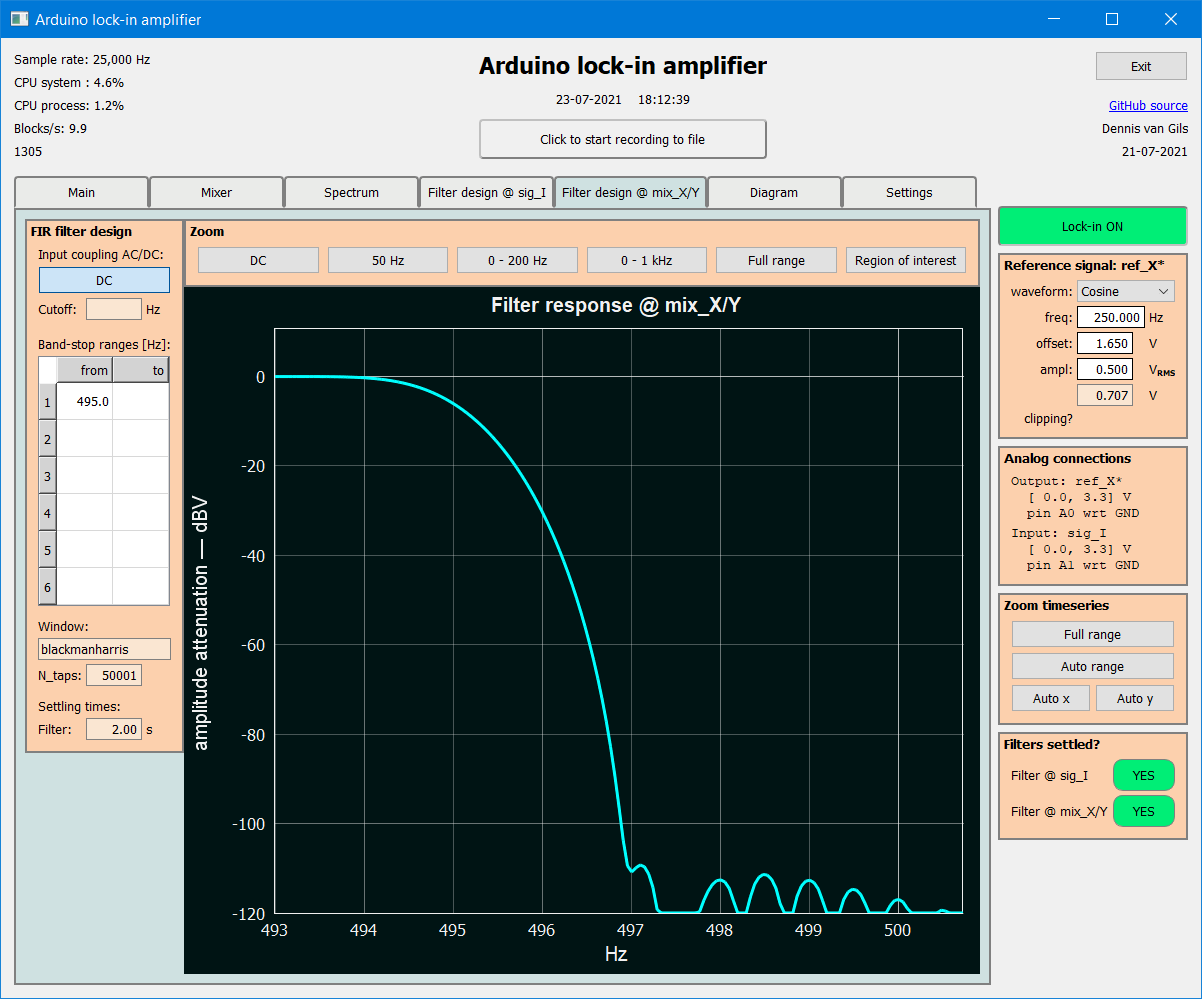 Arduino lock-in amplifier
Sample rate: 25,000 Hz
CPU system : 4.6%
CPU process: 1.2%
Blocks/s: 9.9
1305
Arduino lock-in amplifier
23-07-2021 18:12:39
Click to start recording to file
Exit
GitHub source
Dennis van Gils
21-07-2021
Main
Mixer
Spectrum
Filter design @ sig_I
Filter design @ mix_X/Y
Diagram
Settings
FIR filter design
Input coupling AC/DC:
DC
Cutoff: Hz
Band-stop ranges [Hz]:
from to
1 495.0
2
3
4
5
6
Window:
blackmanharris
N_taps: 50001
Settling times:
Filter: 2.00 s
Zoom
DC
50 Hz
0 - 200 Hz
0 - 1 kHz
Full range
Region of interest
Filter response @ mix_X/Y
amplitude attenuation — dBV
0
-20
-40
-60
-80
-100
-120
493 494 495 496 497 498 499 500
Hz
Lock-in ON
Reference signal: ref_X*
waveform: Cosine
freq: 250.000 Hz
offset: 1.650 V
ampl: 0.500 VRMS
0.707 V
clipping?
Analog connections
Output: ref_X*
[ 0.0, 3.3] V
pin A0 wrt GND
Input: sig_I
[ 0.0, 3.3] V
pin A1 wrt GND
Zoom timeseries
Full range
Auto range
Auto x
Auto y
Filters settled?
Filter @ sig_I YES
Filter @ mix_X/Y YES